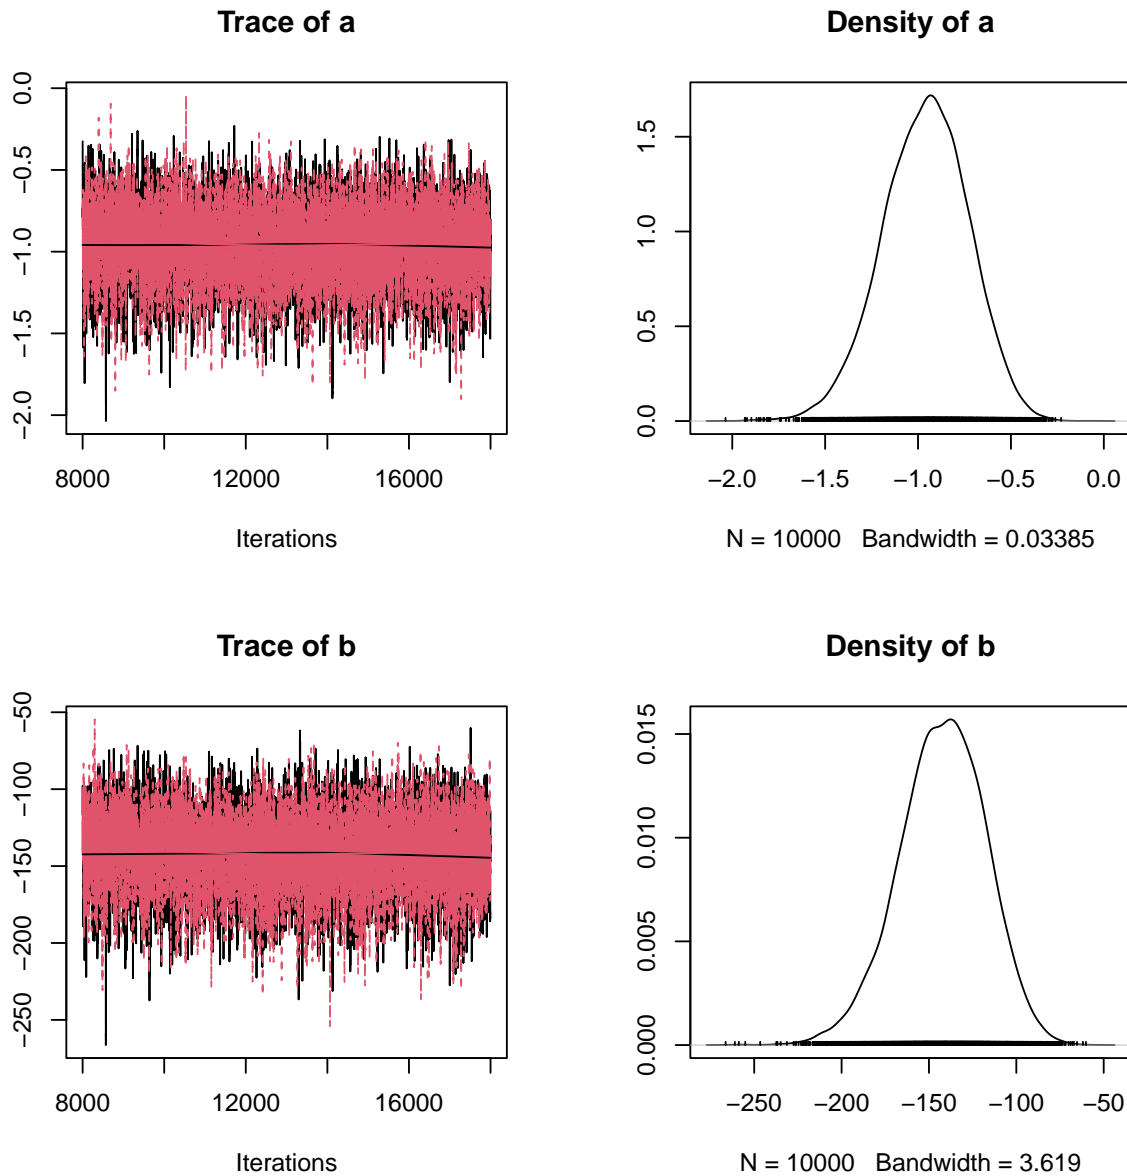 Trace of a
0.0
−0.5
−1.0
−1.5
−2.0
8000 12000 16000
Iterations
Density of a
1.5
1.0
0.5
0.0
−2.0 −1.5 −1.0 −0.5 0.0
N = 10000 Bandwidth = 0.03385
Trace of b
−50
−100
−150
−200
−250
8000 12000 16000
Iterations
Density of b
0.015
0.010
0.005
0.000
−250 −200 −150 −100 −50
N = 10000 Bandwidth = 3.619